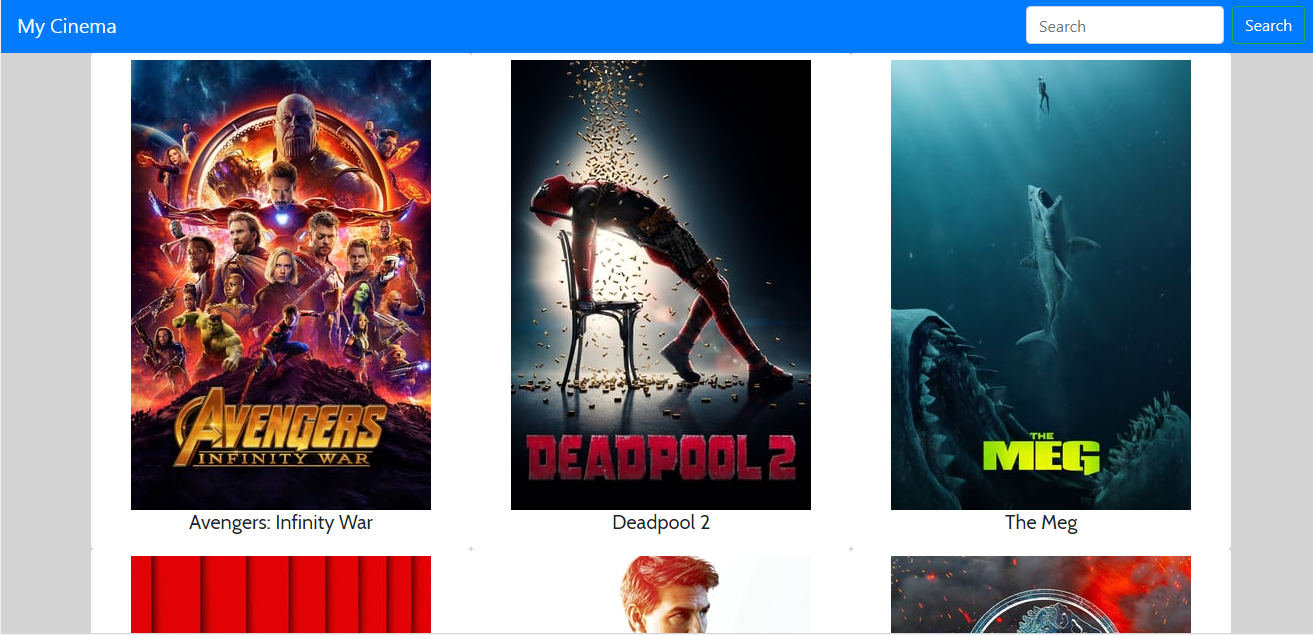 My Cinema
Search
Search
AVENGERS
INFINITY WAR
DEADPOOL 2
THE
MEG
Avengers: Infinity War
Deadpool 2
The Meg